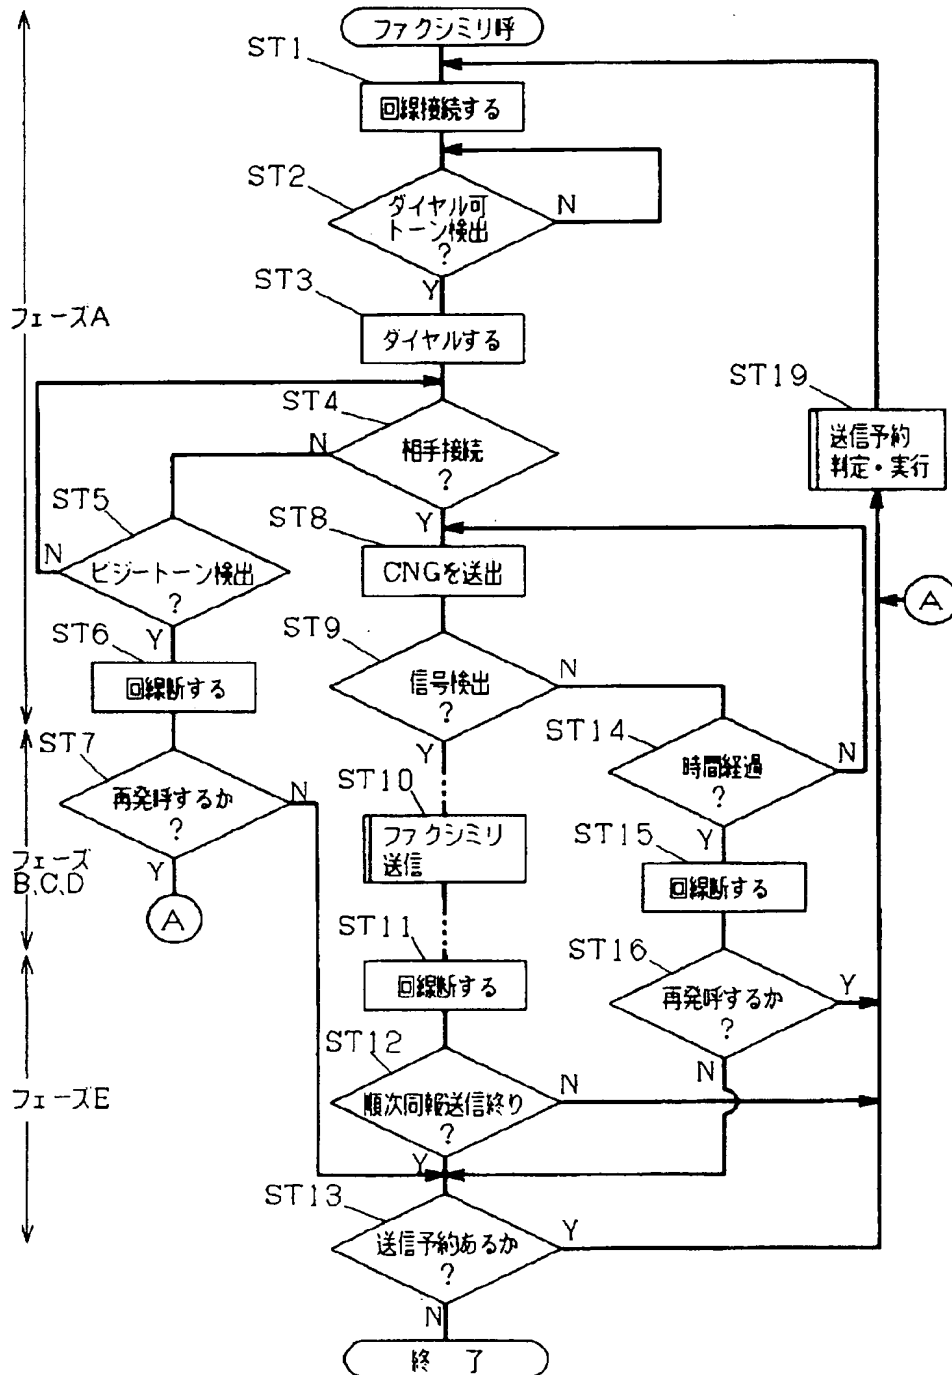 ファクシミリ呼
ST1
回線接続する
ST2
ダイヤル可
トーン検出
?
N
Y
ST3
フェーズA
ダイヤルする
ST4
相手接続
?
N
Y
ST19
送信予約
判定・実行
ST5
ビジートーン検出
?
N
Y
ST8
CNGを送出
A
ST6
回線断する
ST9
信号検出
?
N
Y
ST7
再発呼するか
?
N
Y
A
ST14
時間経過
?
N
Y
ST10
ファクシミリ
送信
フェーズ
B,C,D
ST15
回線断する
ST11
回線断する
ST16
再発呼するか
?
Y
N
ST12
順次同報送信終り
?
N
Y
フェーズE
ST13
送信予約あるか
?
Y
N
終 了